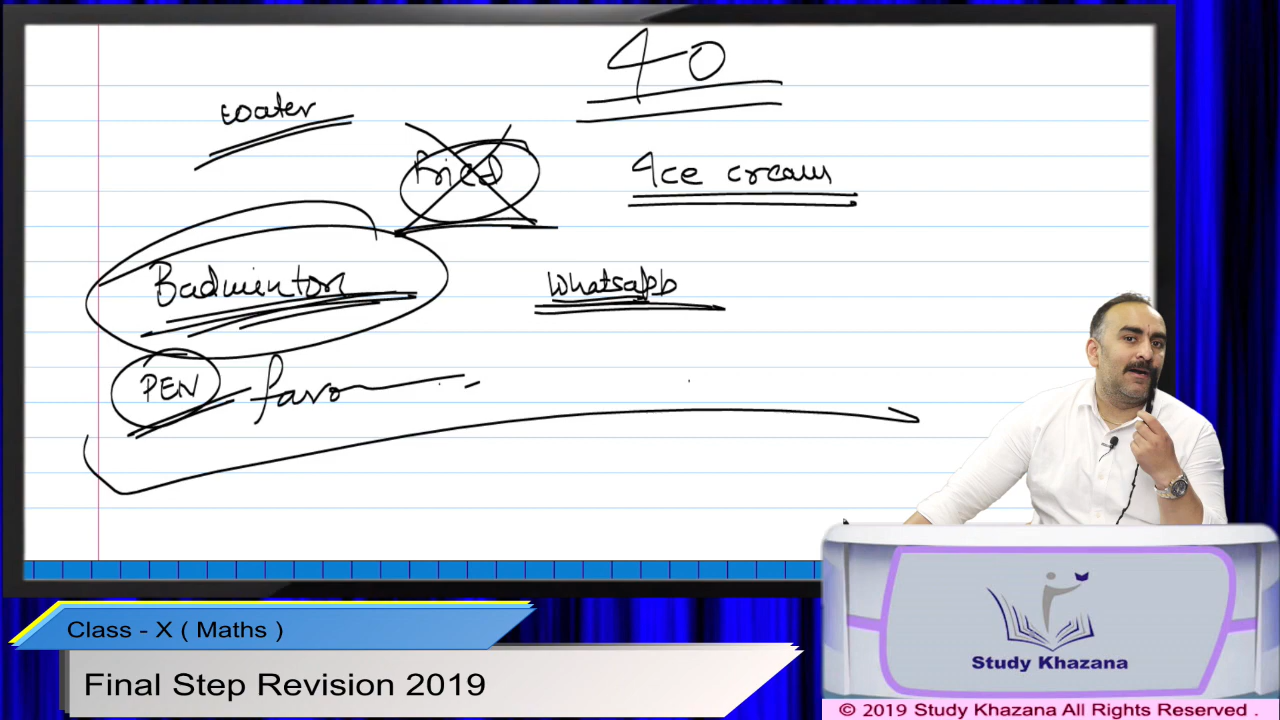 40
water
fried
Ice cream
Badminton
Whatsapp
PEN favo
Class - X ( Maths )
Final Step Revision 2019
Study Khazana
© 2019 Study Khazana All Rights Reserved .